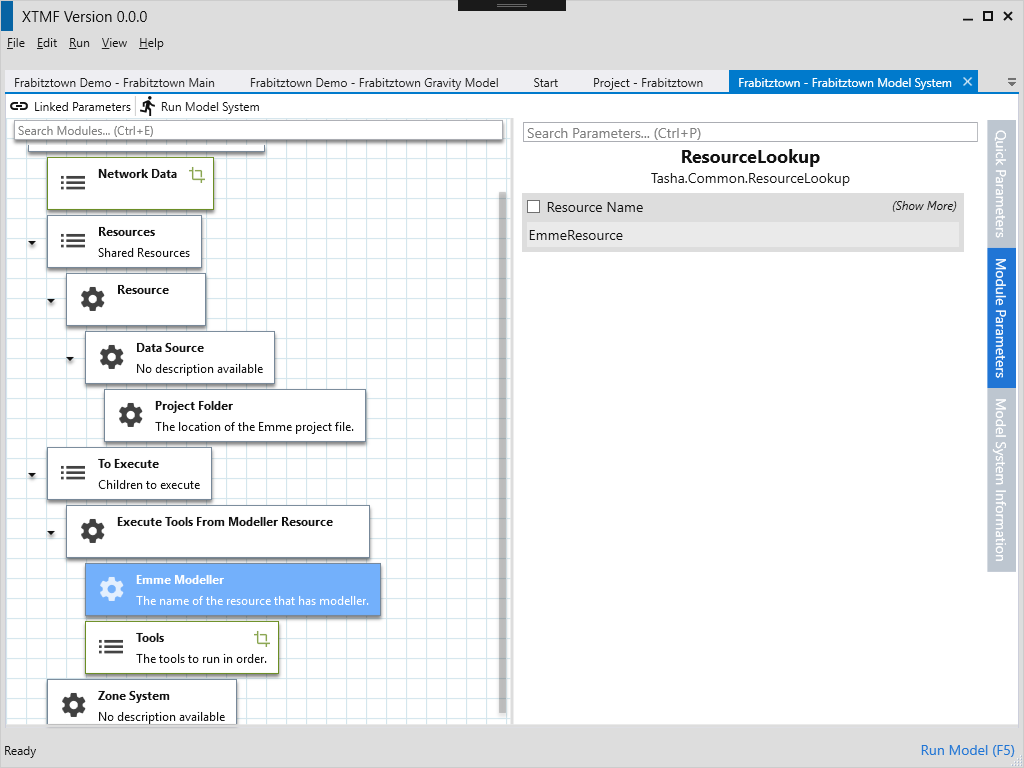 XTMF Version 0.0.0
File Edit Run View Help
Frabitztown Demo - Frabitztown Main Frabitztown Demo - Frabitztown Gravity Model Start Project - Frabitztown Frabitztown - Frabitztown Model System
Linked Parameters Run Model System
Search Modules... (Ctrl+E)
Network Data
Resources
Shared Resources
Resource
Data Source
No description available
Project Folder
The location of the Emme project file.
To Execute
Children to execute
Execute Tools From Modeller Resource
Emme Modeller
The name of the resource that has modeller.
Tools
The tools to run in order.
Zone System
No description available
Search Parameters... (Ctrl+P)
ResourceLookup
Tasha.Common.ResourceLookup
Resource Name (Show More)
EmmeResource
Quick Parameters
Module Parameters
Model System Information
Ready Run Model (F5)